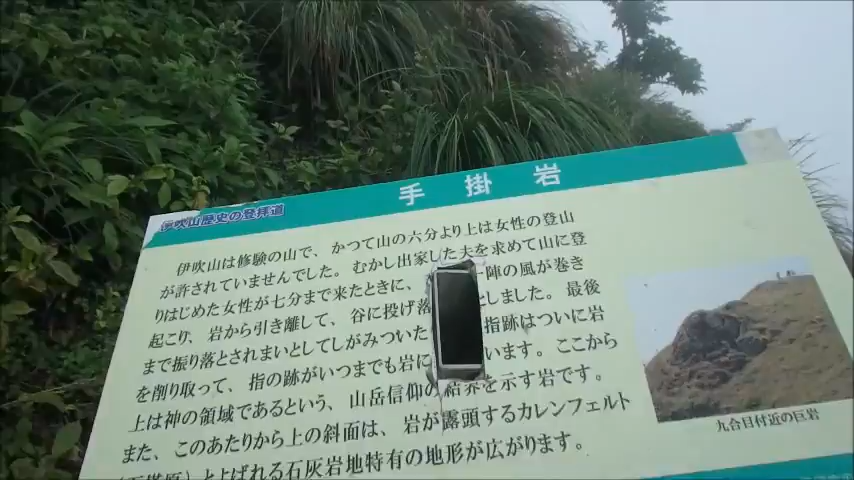 伊吹山歴史の登拝道
手掛岩
伊吹山は修験の山で、かつて山の六分より上は女性の登山
が許されていませんでした。むかし出家した夫を求めて山に登
りはじめた女性が七分まで来たときに、一陣の風が巻き
起こり、岩から引き離して、谷に投げ落 としました。最後
まで振り落とされまいとしてしがみついた 指跡はついに岩
を削り取って、指の跡がいつまでも岩に います。ここから
上は神の領域であるという、山岳信仰の結界を示す岩です。
また、このあたりから上の斜面は、岩が露頭するカレンフェルト
とよばれる石灰岩地特有の地形が広がります。
九合目付近の巨岩